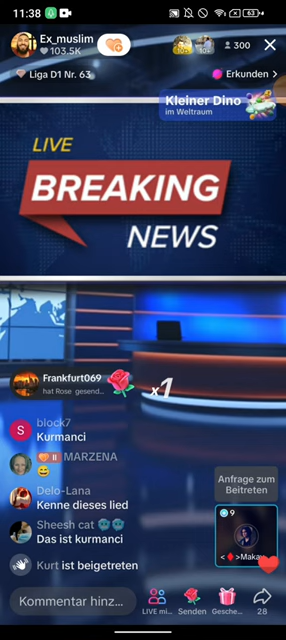 11:38
63
Ex_muslim
103.5K
300
Liga D1 Nr. 63
Erkunden
Kleiner Dino
im Weltraum
LIVE
BREAKING
NEWS
Frankfurt069
hat Rose gesend...
x1
S
block7
Kurmanci
II MARZENA
Delo-Lana
Kenne dieses lied
Sheesh cat
Das ist kurmanci
Kurt ist beigetreten
Anfrage zum
Beitreten
9
Kommentar hinz...
LIVE mi...
Senden
Gesche...
28